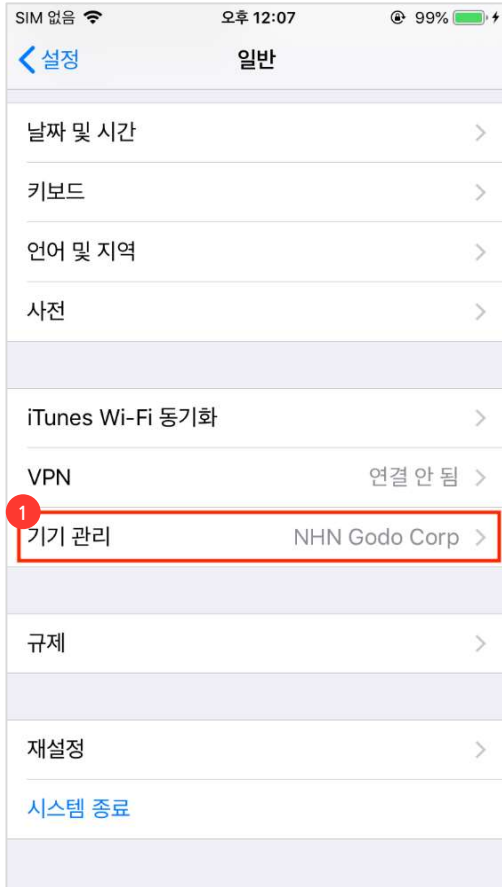 SIM 없음 오후 12:07 99%
설정 일반
날짜 및 시간
키보드
언어 및 지역
사전
iTunes Wi-Fi 동기화
VPN 연결 안 됨
1
기기 관리 NHN Godo Corp
규제
재설정
시스템 종료